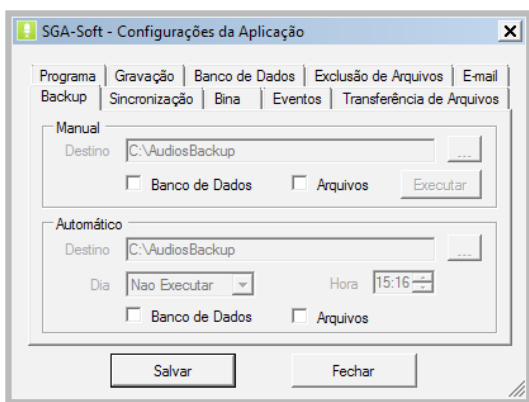 SGA-Soft - Configurações da Aplicação
Programa Gravação Banco de Dados Exclusão de Arquivos E-mail
Backup Sincronização Bina Eventos Transferência de Arquivos
Manual
Destino C:\AudiosBackup ...
Banco de Dados Arquivos Executar
Automático
Destino C:\AudiosBackup ...
Dia Nao Executar Hora 15:16
Banco de Dados Arquivos
Salvar Fechar